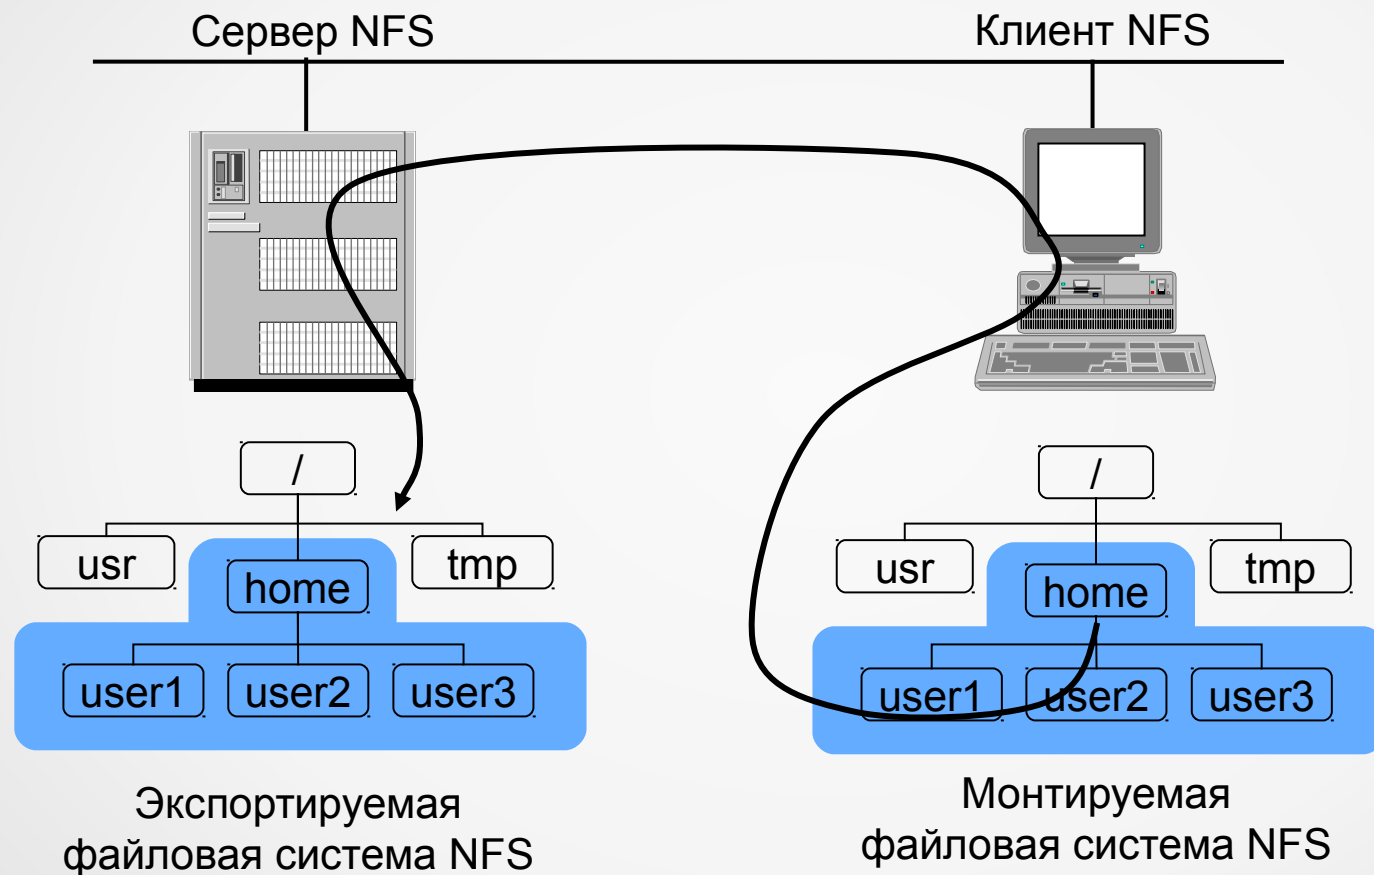 Сервер NFS
Клиент NFS
/
usr
home
tmp
user1
user2
user3
Экспортируемая
файловая система NFS
/
usr
home
tmp
user1
user2
user3
Монтируемая
файловая система NFS